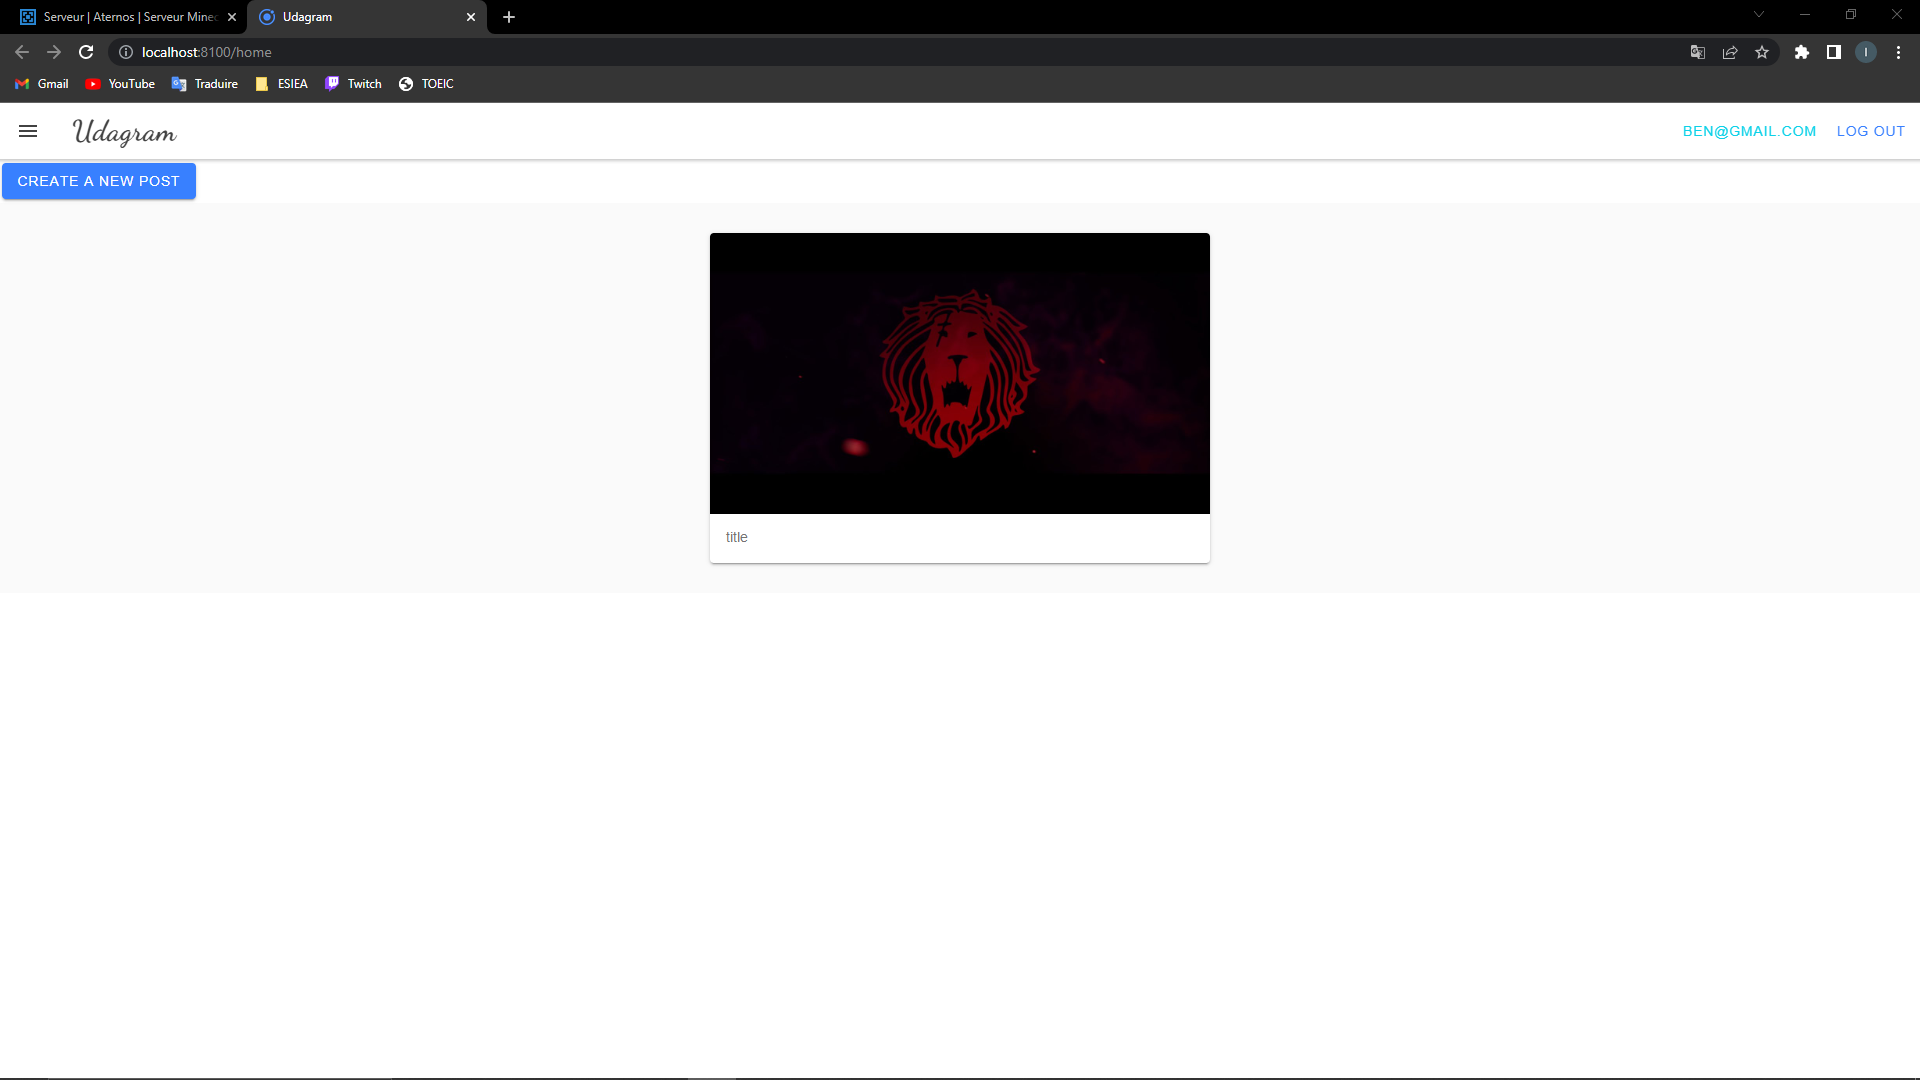 Serveur | Aternos | Serveur Minec
Udagram
localhost:8100/home
I
Gmail
YouTube
Traduire
ESIEA
Twitch
TOEIC
Udagram
BEN@GMAIL.COM
LOG OUT
CREATE A NEW POST
title